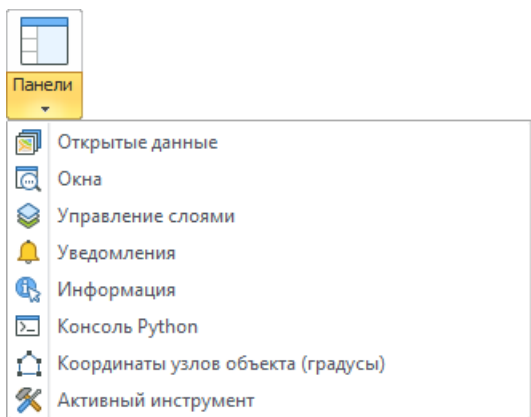 Панели
Открытые данные
Окна
Управление слоями
Уведомления
Информация
Консоль Python
Координаты узлов объекта (градусы)
Активный инструмент